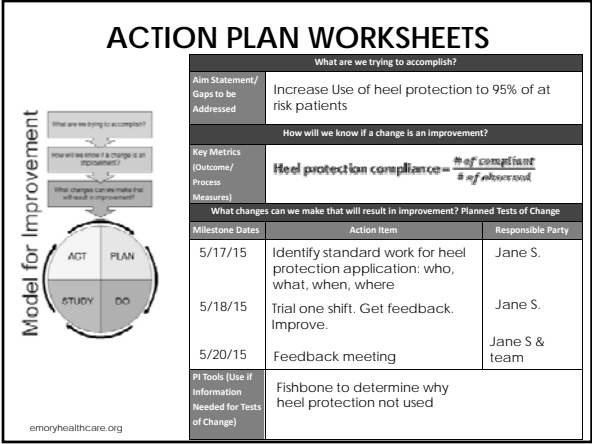 ACTION PLAN WORKSHEETS
Model for Improvement
What are we trying to accomplish?
How will we know if a change is an
improvement?
What changes can we make that
will result in improvement?
ACT
PLAN
STUDY
DO
What are we trying to accomplish?
Aim Statement/
Gaps to be
Addressed
Increase Use of heel protection to 95% of at
risk patients
How will we know if a change is an improvement?
Key Metrics
(Outcome/
Process
Measures)
Heel protection compliance = # of compliant
# of observed
What changes can we make that will result in improvement? Planned Tests of Change
Milestone Dates
Action Item
Responsible Party
5/17/15
Identify standard work for heel
protection application: who,
what, when, where
Jane S.
5/18/15
Trial one shift. Get feedback.
Improve.
Jane S.
5/20/15
Feedback meeting
Jane S &
team
PI Tools (Use if
Information
Needed for Tests
of Change)
Fishbone to determine why
heel protection not used
emoryhealthcare.org